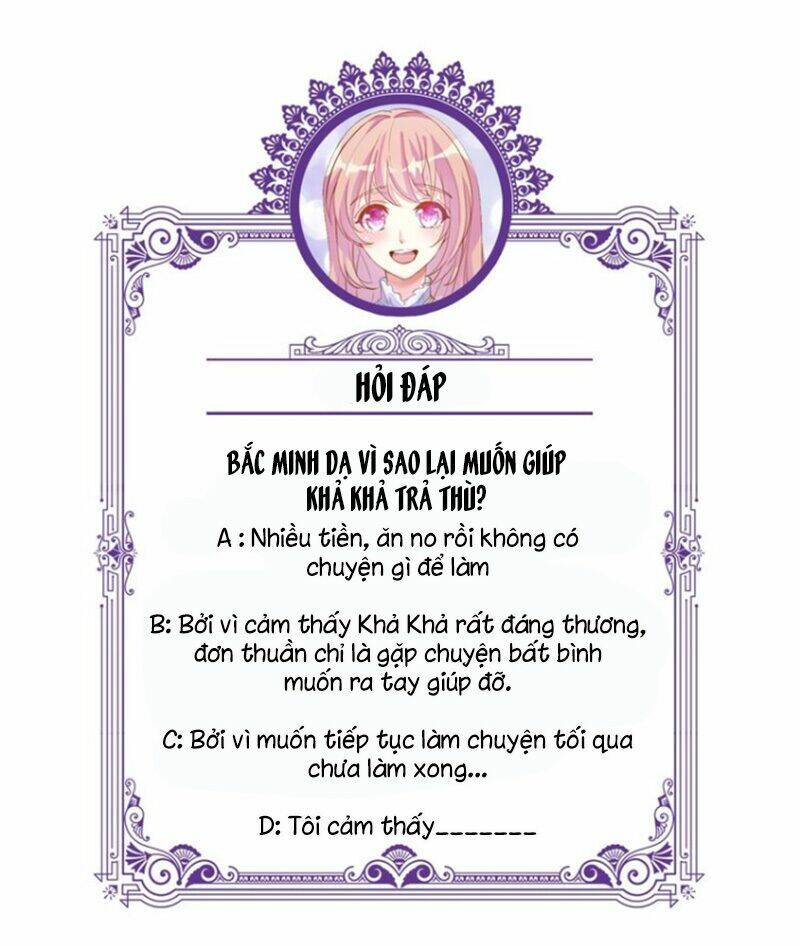 HỎI ĐÁP
BẮC MINH DẠ VÌ SAO LẠI MUỐN GIÚP
KHẢ KHẢ TRẢ THÙ?
A : Nhiều tiền, ăn no rồi không có
chuyện gì để làm
B: Bởi vì cảm thấy Khả Khả rất đáng thương,
đơn thuần chỉ là gặp chuyện bất bình
muốn ra tay giúp đỡ.
C: Bởi vì muốn tiếp tục làm chuyện tối qua
chưa làm xong...
D: Tôi cảm thấy_______